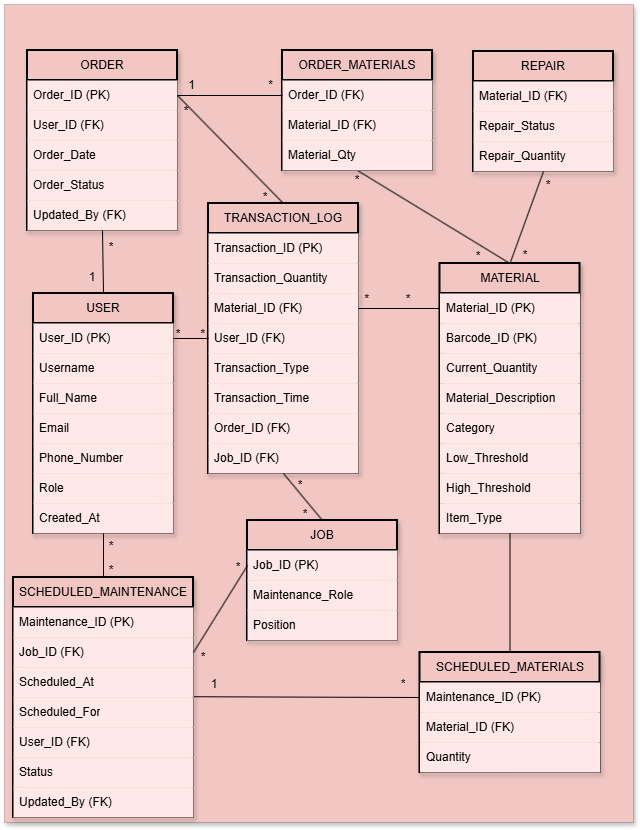 ORDER
Order_ID (PK)
User_ID (FK)
Order_Date
Order_Status
Updated_By (FK)
1
*
*
*
ORDER_MATERIALS
Order_ID (FK)
Material_ID (FK)
Material_Qty
*
*
REPAIR
Material_ID (FK)
Repair_Status
Repair_Quantity
*
*
*
1
TRANSACTION_LOG
Transaction_ID (PK)
Transaction_Quantity
Material_ID (FK)
User_ID (FK)
Transaction_Type
Transaction_Time
Order_ID (FK)
Job_ID (FK)
*
*
*
*
MATERIAL
Material_ID (PK)
Barcode_ID (PK)
Current_Quantity
Material_Description
Category
Low_Threshold
High_Threshold
Item_Type
USER
User_ID (PK)
Username
Full_Name
Email
Phone_Number
Role
Created_At
*
*
*
*
JOB
Job_ID (PK)
Maintenance_Role
Position
*
*
SCHEDULED_MAINTENANCE
Maintenance_ID (PK)
Job_ID (FK)
Scheduled_At
Scheduled_For
User_ID (FK)
Status
Updated_By (FK)
1
*
SCHEDULED_MATERIALS
Maintenance_ID (PK)
Material_ID (FK)
Quantity